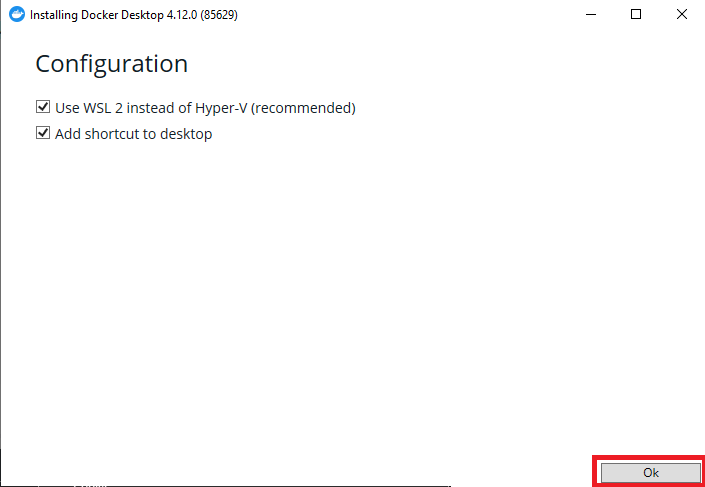 Installing Docker Desktop 4.12.0 (85629)
Configuration
Use WSL 2 instead of Hyper-V (recommended)
Add shortcut to desktop
Ok